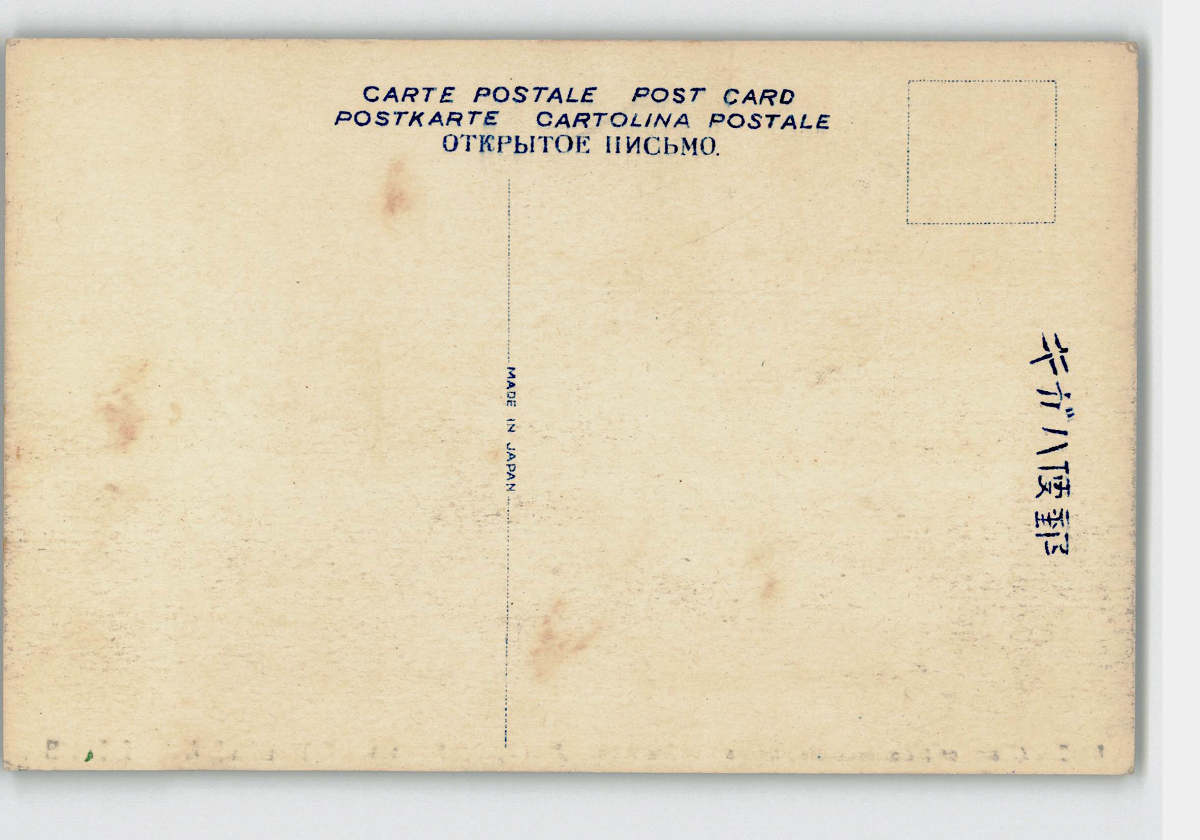 CARTE POSTALE POST CARD
POSTKARTE CARTOLINA POSTALE
ОТКРЫТОЕ ПИСЬМО.
MADE IN JAPAN
郵便ハガキ